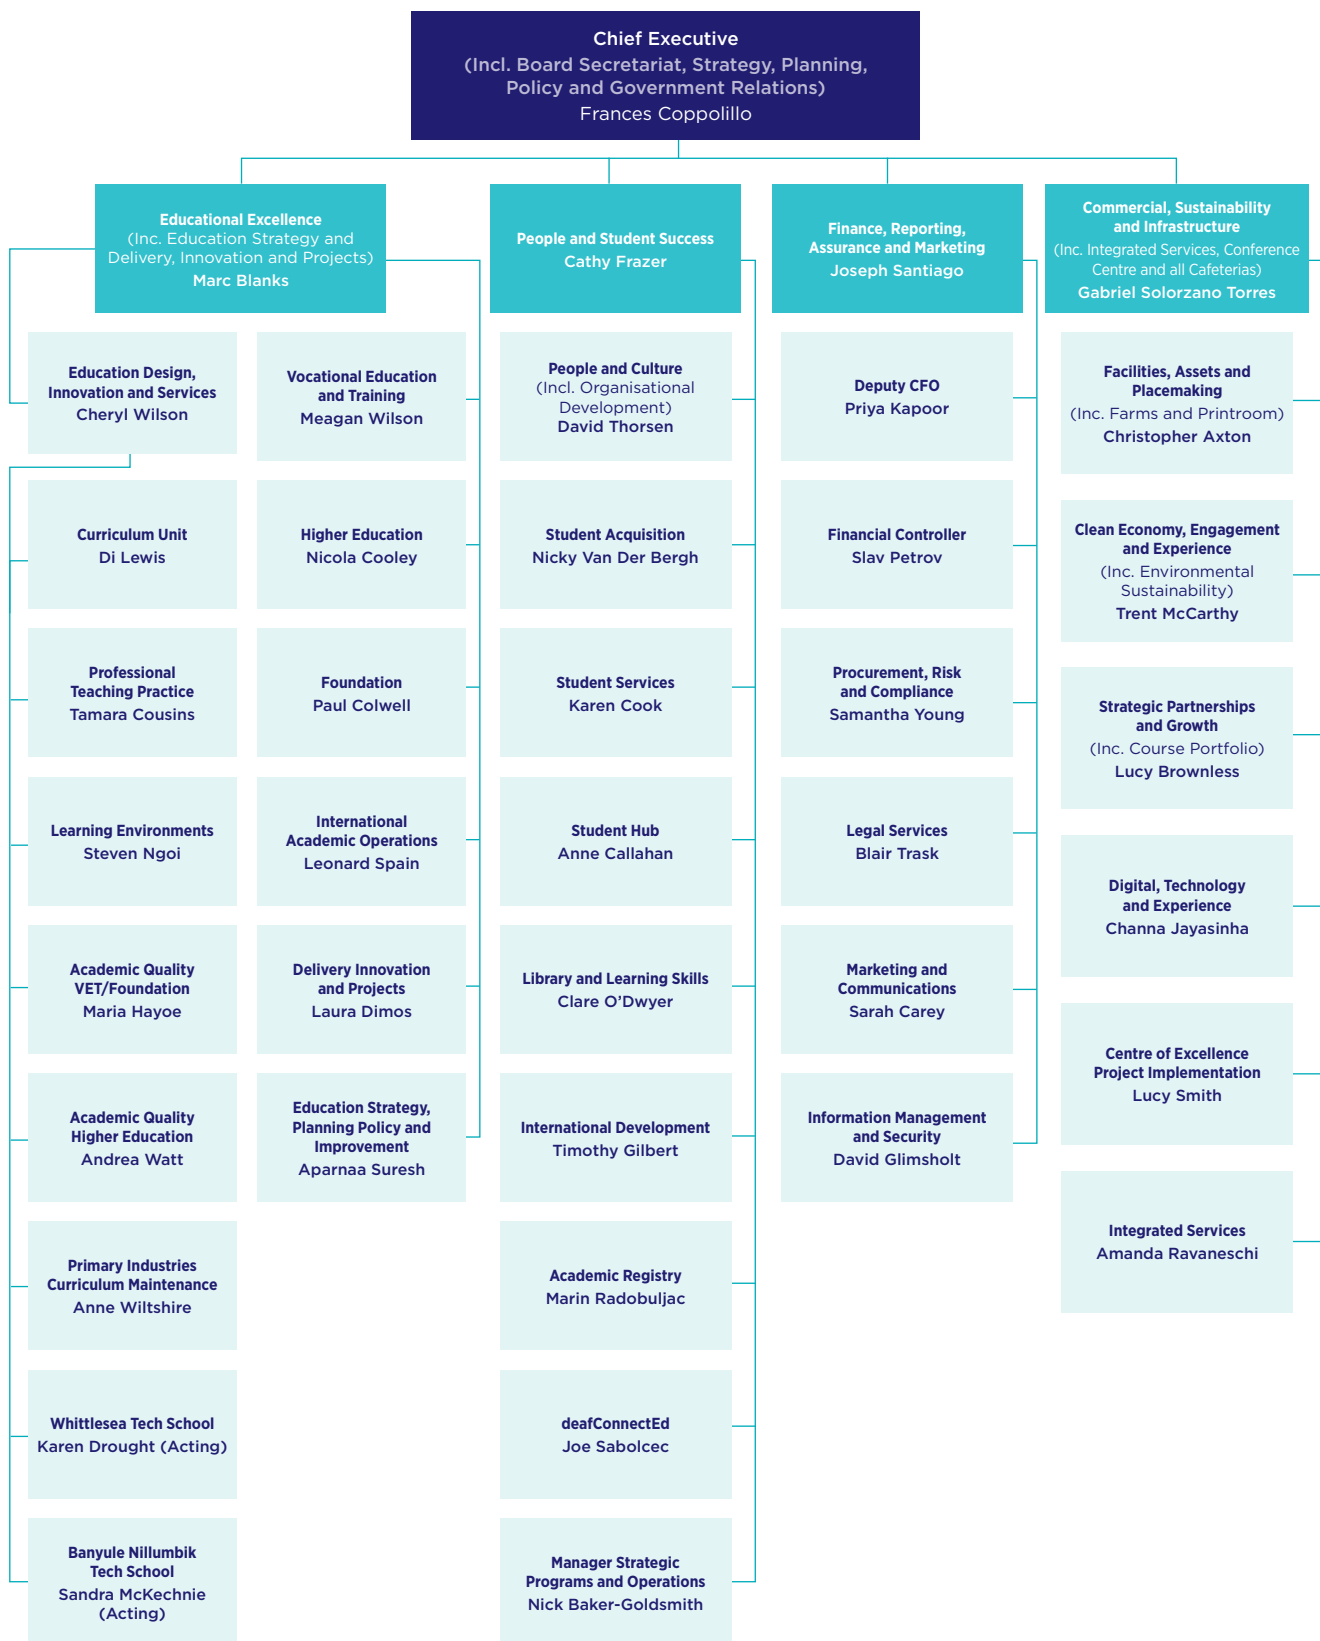 Chief Executive
(Incl. Board Secretariat, Strategy, Planning,
Policy and Government Relations)
Frances Coppolillo
Educational Excellence
(Inc. Education Strategy and
Delivery, Innovation and Projects)
Marc Blanks
People and Student Success
Cathy Frazer
Finance, Reporting,
Assurance and Marketing
Joseph Santiago
Commercial, Sustainability
and Infrastructure
(Inc. Integrated Services, Conference
Centre and all Cafeterias)
Gabriel Solorzano Torres
Education Design,
Innovation and Services
Cheryl Wilson
Curriculum Unit
Di Lewis
Professional
Teaching Practice
Tamara Cousins
Learning Environments
Steven Ngoi
Academic Quality
VET/Foundation
Maria Hayoe
Academic Quality
Higher Education
Andrea Watt
Primary Industries
Curriculum Maintenance
Anne Wiltshire
Whittlesea Tech School
Karen Drought (Acting)
Banyule Nillumbik
Tech School
Sandra McKechnie
(Acting)
Vocational Education
and Training
Meagan Wilson
Higher Education
Nicola Cooley
Foundation
Paul Colwell
International
Academic Operations
Leonard Spain
Delivery Innovation
and Projects
Laura Dimos
Education Strategy,
Planning Policy and
Improvement
Aparnaa Suresh
People and Culture
(Incl. Organisational
Development)
David Thorsen
Student Acquisition
Nicky Van Der Bergh
Student Services
Karen Cook
Student Hub
Anne Callahan
Library and Learning Skills
Clare O’Dwyer
International Development
Timothy Gilbert
Academic Registry
Marin Radobuljac
deafConnectEd
Joe Sabolcec
Manager Strategic
Programs and Operations
Nick Baker-Goldsmith
Deputy CFO
Priya Kapoor
Financial Controller
Slav Petrov
Procurement, Risk
and Compliance
Samantha Young
Legal Services
Blair Trask
Marketing and
Communications
Sarah Carey
Information Management
and Security
David Glimsholt
Facilities, Assets and
Placemaking
(Inc. Farms and Printroom)
Christopher Axton
Clean Economy, Engagement
and Experience
(Inc. Environmental
Sustainability)
Trent McCarthy
Strategic Partnerships
and Growth
(Inc. Course Portfolio)
Lucy Brownless
Digital, Technology
and Experience
Channa Jayasinha
Centre of Excellence
Project Implementation
Lucy Smith
Integrated Services
Amanda Ravaneschi